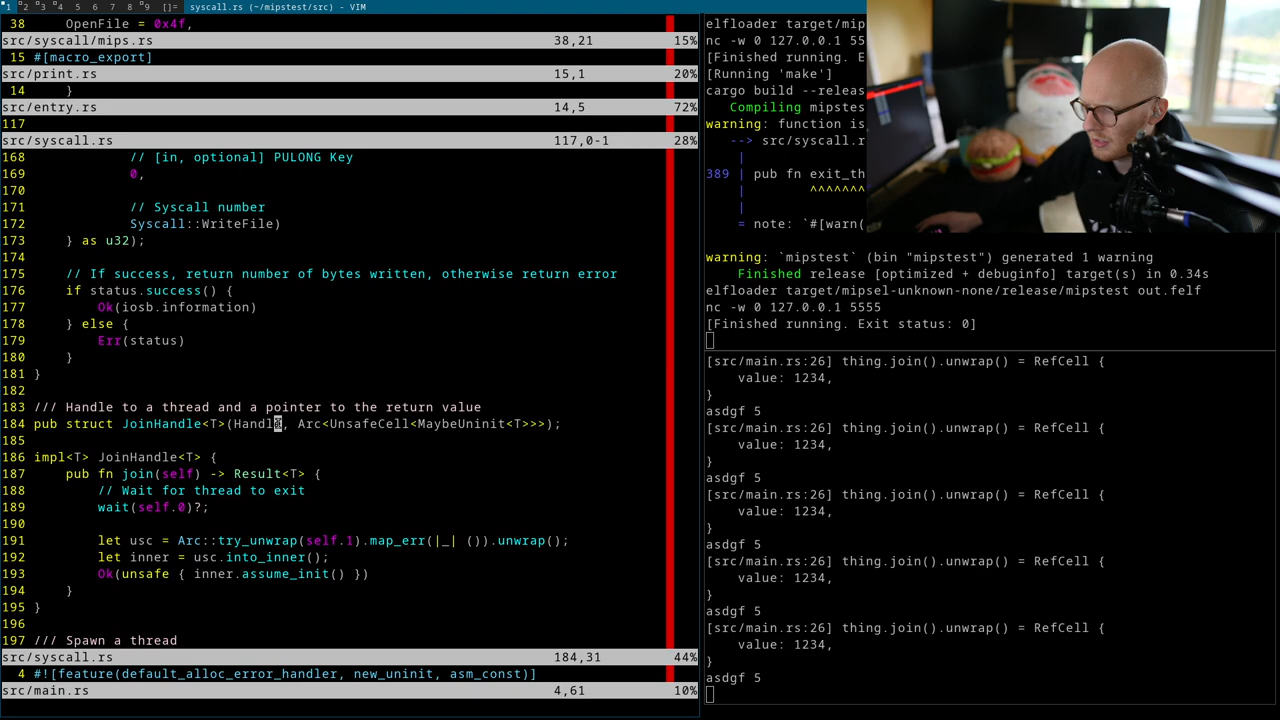 1 2 3 4 5 6 7 8 9 []= syscall.rs (~/mipstest/src) - VIM
38     OpenFile = 0x4f,
src/syscall/mips.rs 38,21 15%
15 #[macro_export]
src/print.rs 15,1 20%
14     }
src/entry.rs 14,5 72%
117
src/syscall.rs 117,0-1 28%
168             // [in, optional] PULONG Key
169             0,
170
171             // Syscall number
172             Syscall::WriteFile)
173     } as u32);
174
175     // If success, return number of bytes written, otherwise return error
176     if status.success() {
177         Ok(iosb.information)
178     } else {
179         Err(status)
180     }
181 }
182
183 /// Handle to a thread and a pointer to the return value
184 pub struct JoinHandle<T>(Handle, Arc<UnsafeCell<MaybeUninit<T>>>);
185
186 impl<T> JoinHandle<T> {
187     pub fn join(self) -> Result<T> {
188         // Wait for thread to exit
189         wait(self.0)?;
190
191         let usc = Arc::try_unwrap(self.1).map_err(|_| ()).unwrap();
192         let inner = usc.into_inner();
193         Ok(unsafe { inner.assume_init() })
194     }
195 }
196
197 /// Spawn a thread
src/syscall.rs 184,31 44%
4 #![feature(default_alloc_error_handler, new_uninit, asm_const)]
src/main.rs 4,61 10%
elfloader target/mip
nc -w 0 127.0.0.1 55
[Finished running. E
[Running 'make']
cargo build --releas
   Compiling mipstes
warning: function is
   --> src/syscall.r
    |
389 | pub fn exit_th
    |        ^^^^^^^
    |
    = note: `#[warn(
warning: `mipstest` (bin "mipstest") generated 1 warning
    Finished release [optimized + debuginfo] target(s) in 0.34s
elfloader target/mipsel-unknown-none/release/mipstest out.felf
nc -w 0 127.0.0.1 5555
[Finished running. Exit status: 0]
[src/main.rs:26] thing.join().unwrap() = RefCell {
    value: 1234,
}
asdgf 5
[src/main.rs:26] thing.join().unwrap() = RefCell {
    value: 1234,
}
asdgf 5
[src/main.rs:26] thing.join().unwrap() = RefCell {
    value: 1234,
}
asdgf 5
[src/main.rs:26] thing.join().unwrap() = RefCell {
    value: 1234,
}
asdgf 5
[src/main.rs:26] thing.join().unwrap() = RefCell {
    value: 1234,
}
asdgf 5